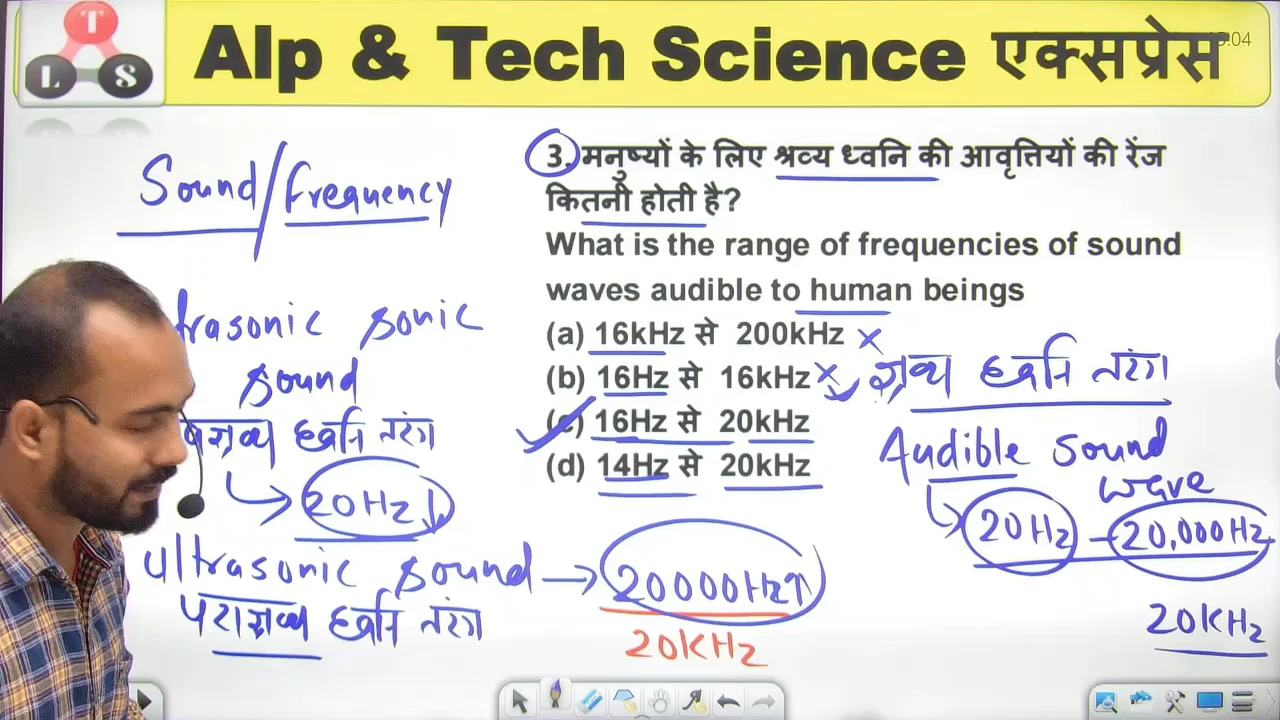 T
L S
Alp & Tech Science एक्सप्रेस
Sound/frequency
3. मनुष्यों के लिए श्रव्य ध्वनि की आवृत्तियों की रेंज
कितनी होती है?
What is the range of frequencies of sound
waves audible to human beings
(a) 16kHz से 200kHz
(b) 16Hz से 16kHz
(c) 16Hz से 20kHz
(d) 14Hz से 20kHz
trasonic sonic
sound
श्रव्य ध्वनि तरंग
20Hz↓
Ultrasonic sound → 20000Hz↑
पराश्रव्य ध्वनि तरंग
20KHz
श्रव्य ध्वनि तरंग
Audible sound
wave
20Hz – 20,000Hz
20KHz